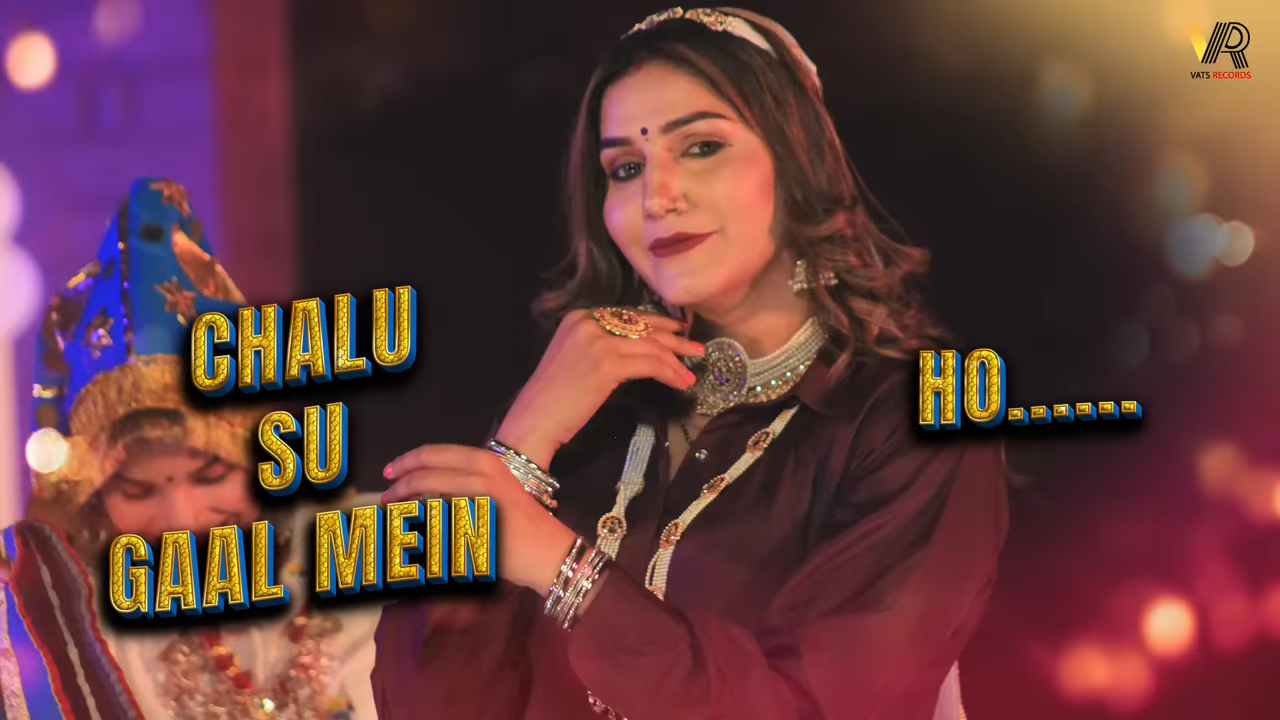 VR
VATS RECORDS
CHALU
SU
GAAL MEIN
HO......